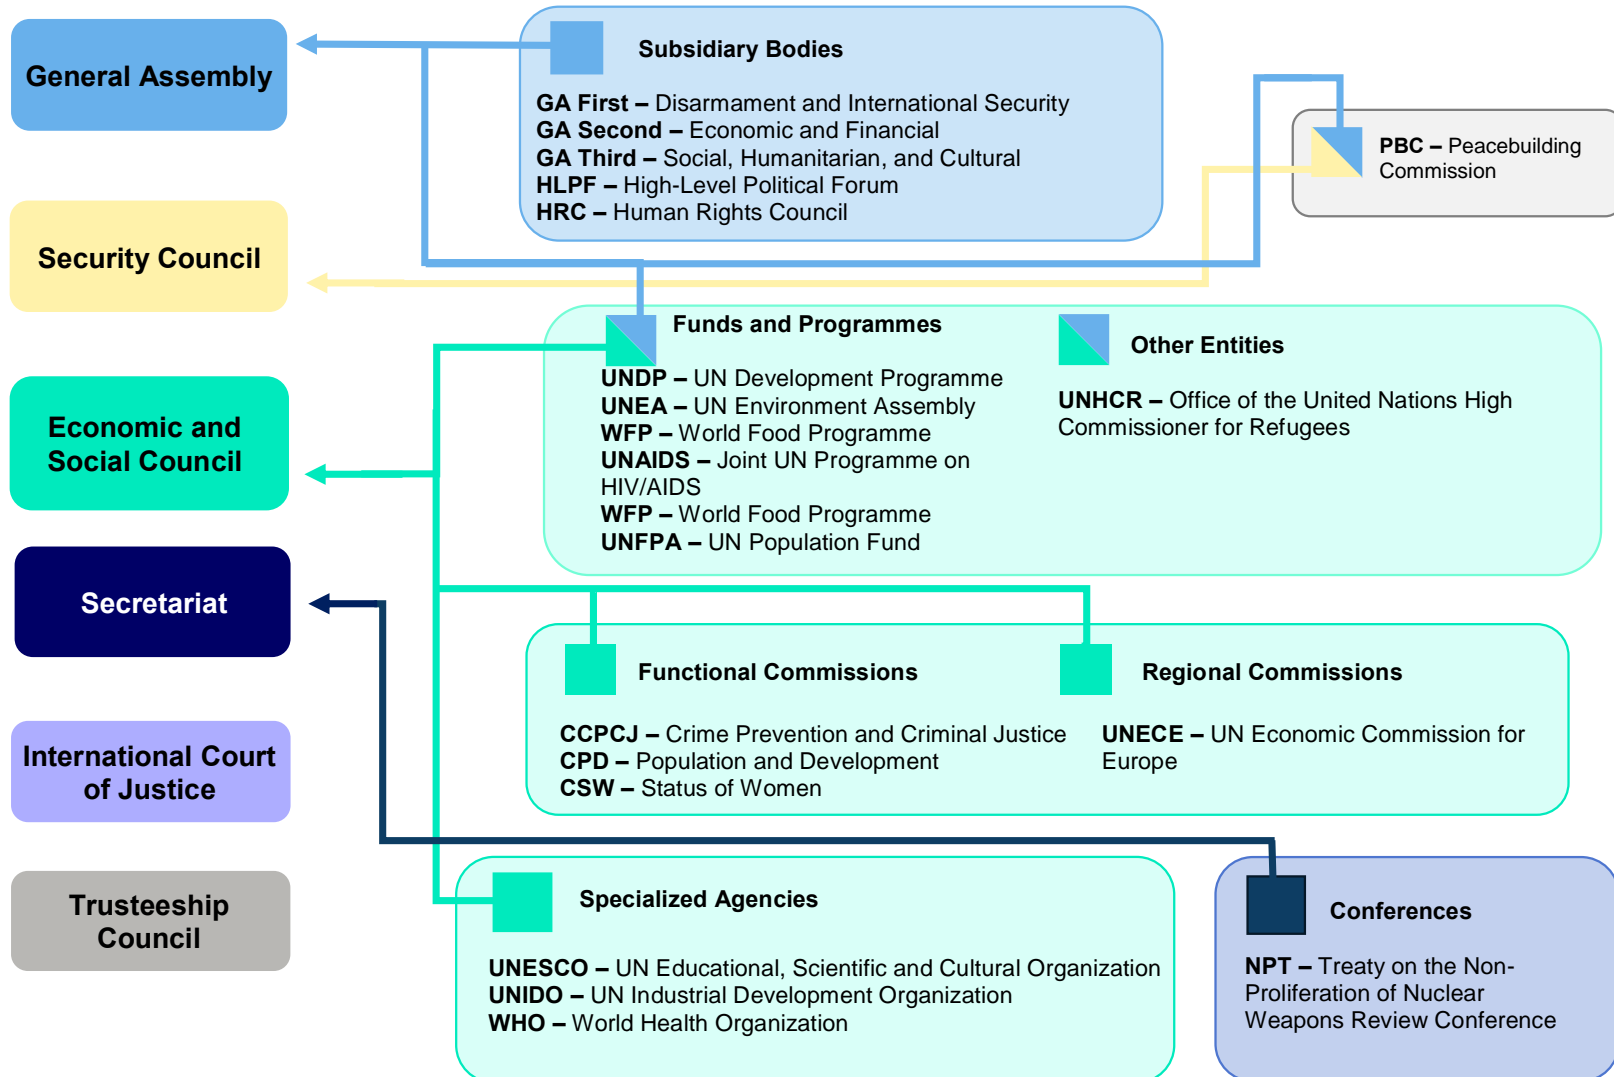 General Assembly
Security Council
Economic and
Social Council
Secretariat
International Court
of Justice
Trusteeship
Council
Subsidiary Bodies
GA First – Disarmament and International Security
GA Second – Economic and Financial
GA Third – Social, Humanitarian, and Cultural
HLPF – High-Level Political Forum
HRC – Human Rights Council
PBC – Peacebuilding
Commission
Funds and Programmes
UNDP – UN Development Programme
UNEA – UN Environment Assembly
WFP – World Food Programme
UNAIDS – Joint UN Programme on
HIV/AIDS
WFP – World Food Programme
UNFPA – UN Population Fund
Other Entities
UNHCR – Office of the United Nations High
Commissioner for Refugees
Functional Commissions
CCPCJ – Crime Prevention and Criminal Justice
CPD – Population and Development
CSW – Status of Women
Regional Commissions
UNECE – UN Economic Commission for
Europe
Specialized Agencies
UNESCO – UN Educational, Scientific and Cultural Organization
UNIDO – UN Industrial Development Organization
WHO – World Health Organization
Conferences
NPT – Treaty on the Non-
Proliferation of Nuclear
Weapons Review Conference